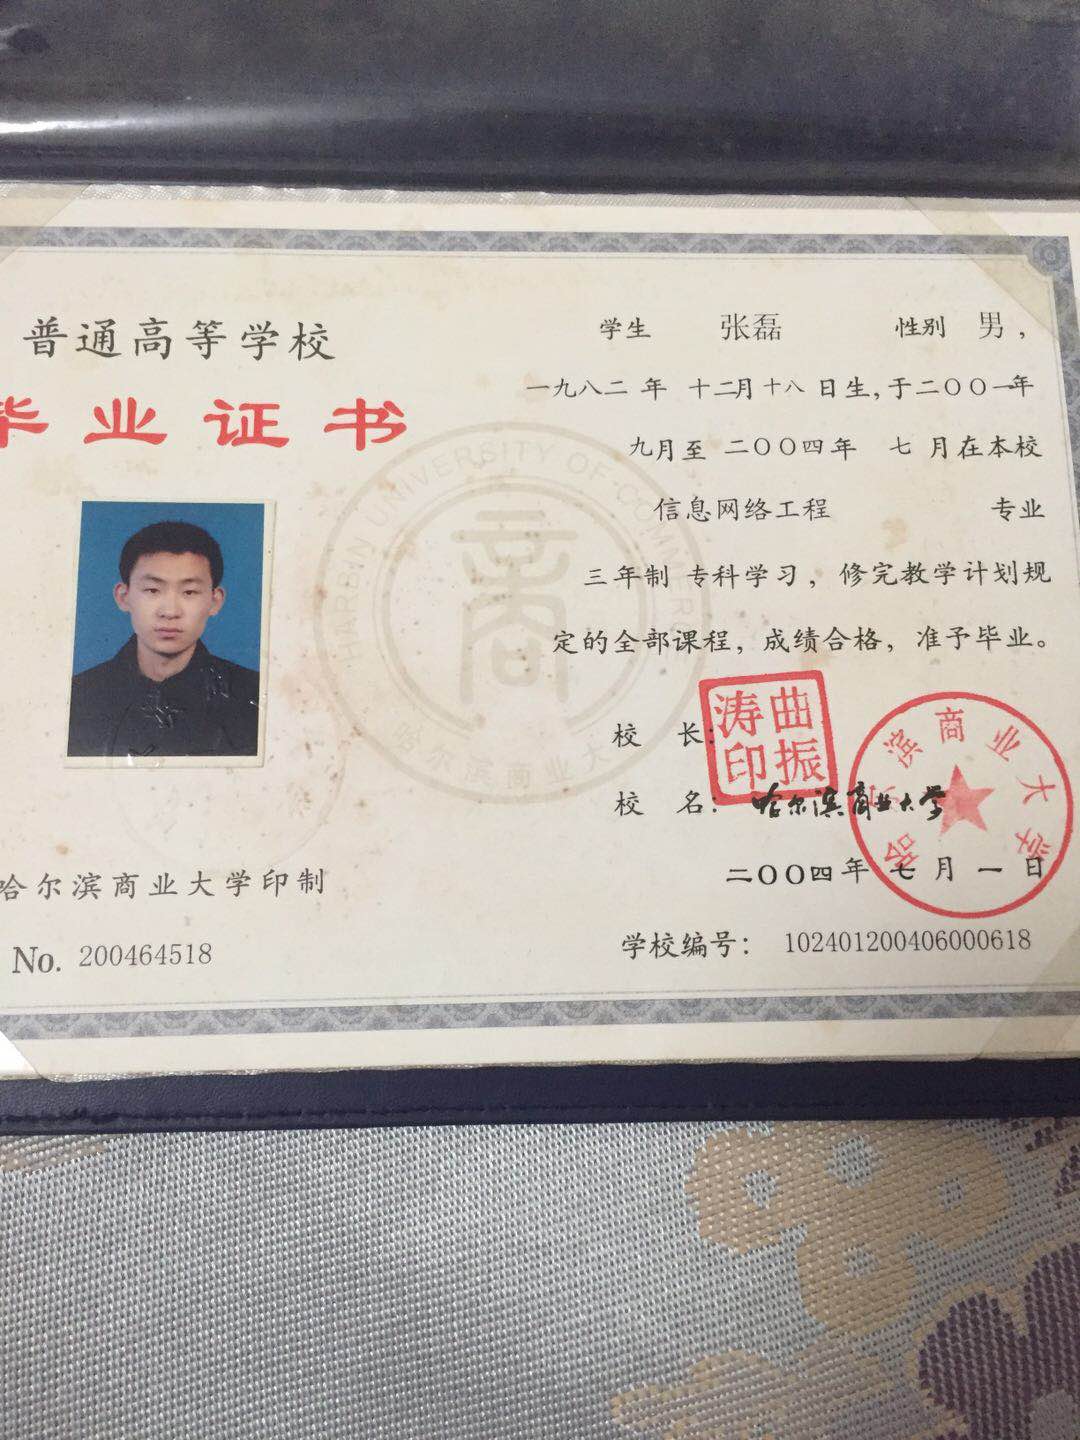 普通高等学校
毕业证书
哈尔滨商业大学印制
No. 200464518
学生 张磊 性别 男，
一九八二 年 十二月十八 日生，于二〇〇一年
九月至 二〇〇四年 七 月在本校
信息网络工程 专业
三年制 专科学习，修完教学计划规
定的全部课程，成绩合格，准予毕业。
校 长：
曲振涛印
校 名：哈尔滨商业大学
哈尔滨商业大学
二〇〇四年 七 月 一 日
学校编号： 102401200406000618
HARBIN UNIVERSITY OF COMMERCE
商
哈尔滨商业大学